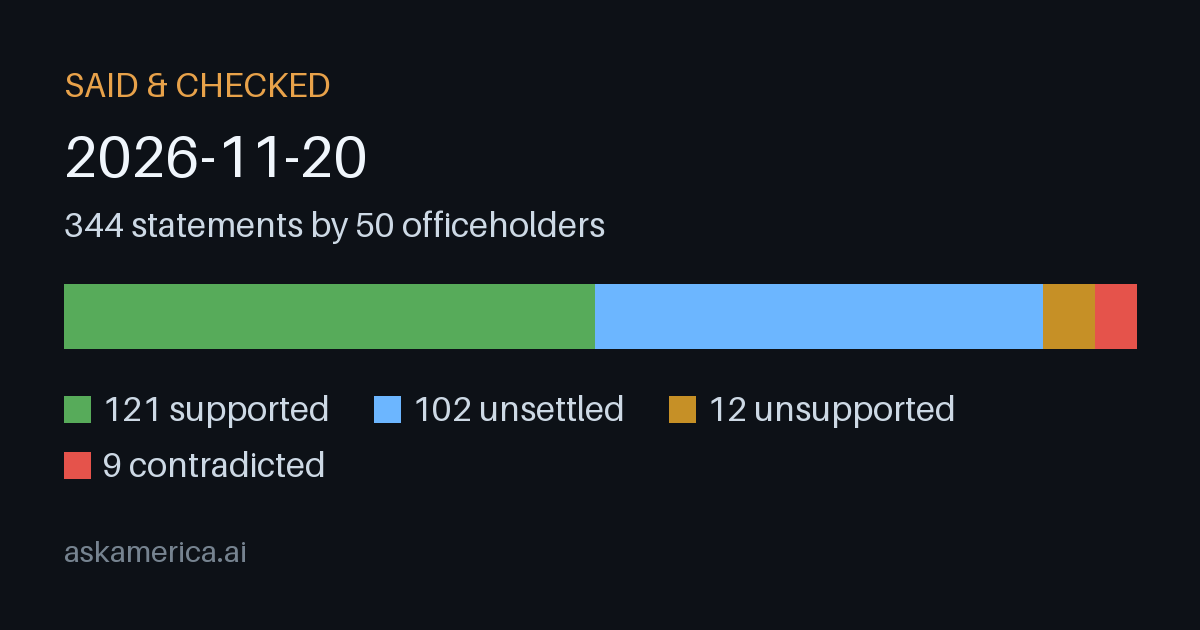 SAID & CHECKED
2026-11-20
344 statements by 50 officeholders
121 supported 102 unsettled 12 unsupported
9 contradicted
askamerica.ai